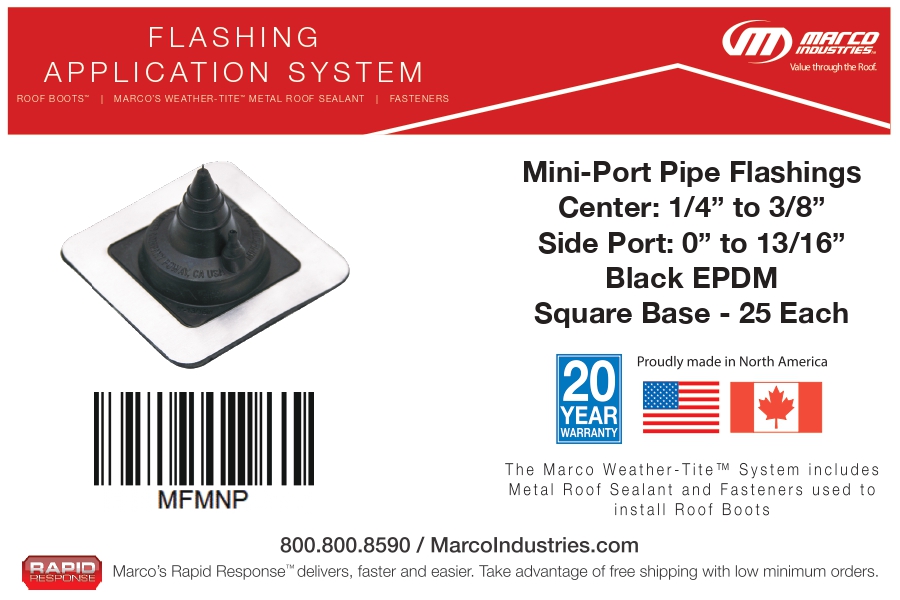 FLASHING
APPLICATION SYSTEM
ROOF BOOTS™ | MARCO'S WEATHER-TITE™ METAL ROOF SEALANT | FASTENERS
MARCO
INDUSTRIES™
Value through the Roof.
Mini-Port Pipe Flashings
Center: 1/4” to 3/8”
Side Port: 0” to 13/16”
Black EPDM
Square Base - 25 Each
20
YEAR
WARRANTY
Proudly made in North America
MFMNP
The Marco Weather-Tite™ System includes
Metal Roof Sealant and Fasteners used to
install Roof Boots
800.800.8590 / MarcoIndustries.com
RAPID
RESPONSE
Marco's Rapid Response™ delivers, faster and easier. Take advantage of free shipping with low minimum orders.